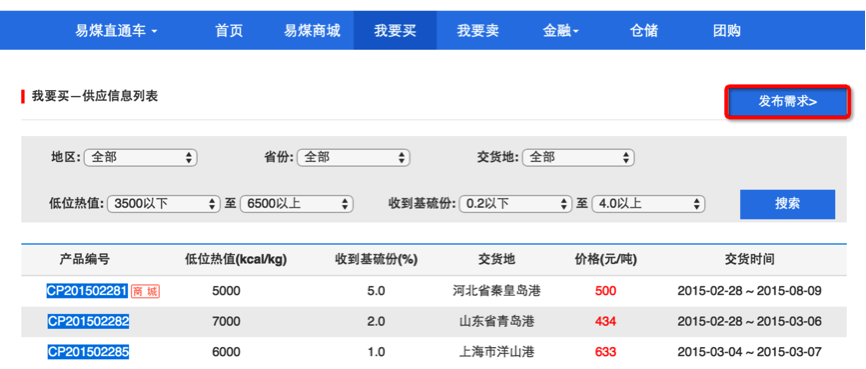 易煤直通车 首页 易煤商城 我要买 我要卖 金融 仓储 团购
我要买—供应信息列表
发布需求>
地区: 全部 省份: 全部 交货地: 全部
低位热值: 3500以下 至 6500以上 收到基硫份: 0.2以下 至 4.0以上 搜索
产品编号 低位热值(kcal/kg) 收到基硫份(%) 交货地 价格(元/吨) 交货时间
CP201502281 商城 5000 5.0 河北省秦皇岛港 500 2015-02-28 ~ 2015-08-09
CP201502282 7000 2.0 山东省青岛港 434 2015-02-28 ~ 2015-03-06
CP201502285 6000 1.0 上海市洋山港 633 2015-03-04 ~ 2015-03-07